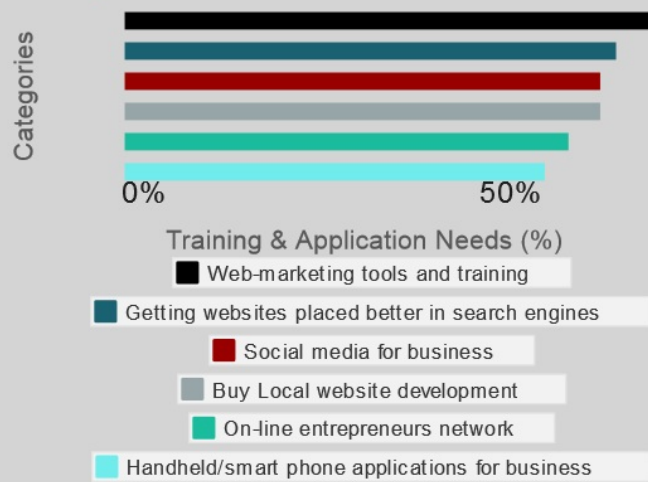 Categories
0% 50%
Training & Application Needs (%)
Web-marketing tools and training
Getting websites placed better in search engines
Social media for business
Buy Local website development
On-line entrepreneurs network
Handheld/smart phone applications for business